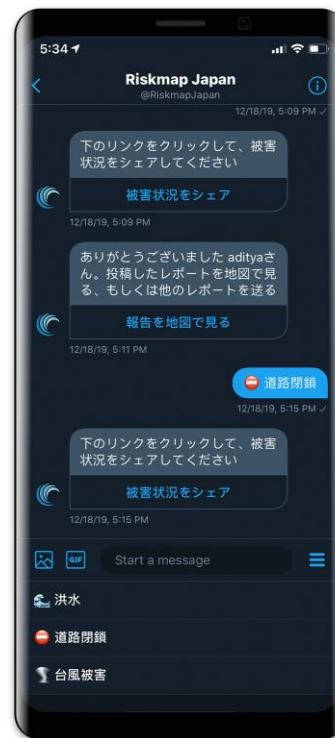 5:34
Riskmap Japan
@RiskmapJapan
12/18/19, 5:09 PM ✓
下のリンクをクリックして、被害
状況をシェアしてください
被害状況をシェア
12/18/19, 5:09 PM
ありがとうございました adityaさ
ん。投稿したレポートを地図で見
る、もしくは他のレポートを送る
報告を地図で見る
12/18/19, 5:11 PM
⛔ 道路閉鎖
12/18/19, 5:15 PM ✓
下のリンクをクリックして、被害
状況をシェアしてください
被害状況をシェア
12/18/19, 5:15 PM
GIF
Start a message
🌊 洪水
⛔ 道路閉鎖
🌪 台風被害